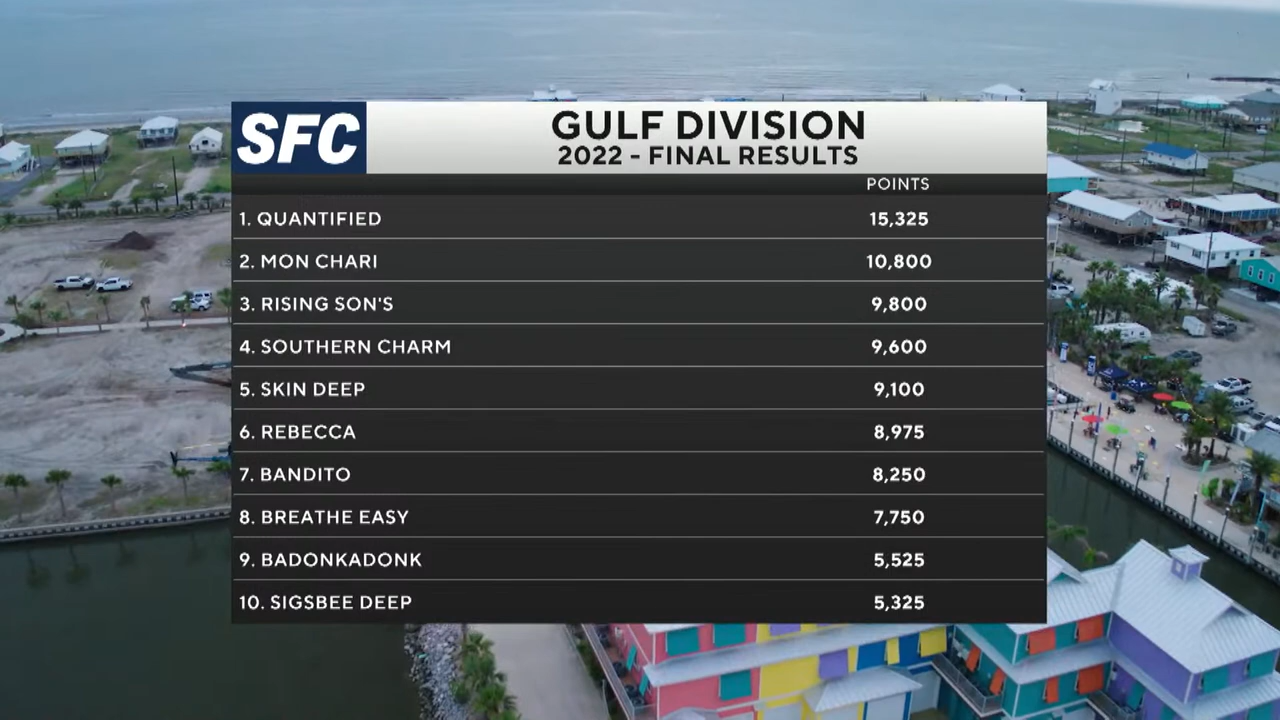 SFC
GULF DIVISION
2022 - FINAL RESULTS
POINTS
1. QUANTIFIED 15,325
2. MON CHARI 10,800
3. RISING SON'S 9,800
4. SOUTHERN CHARM 9,600
5. SKIN DEEP 9,100
6. REBECCA 8,975
7. BANDITO 8,250
8. BREATHE EASY 7,750
9. BADONKADONK 5,525
10. SIGSBEE DEEP 5,325